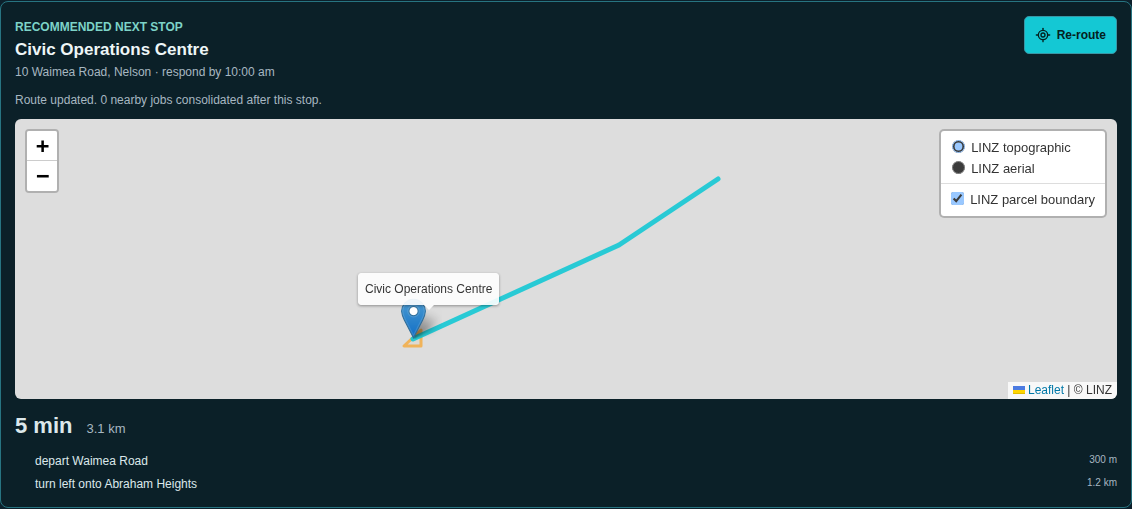 RECOMMENDED NEXT STOP
Civic Operations Centre
10 Waimea Road, Nelson · respond by 10:00 am
Re-route
Route updated. 0 nearby jobs consolidated after this stop.
+
−
LINZ topographic
LINZ aerial
LINZ parcel boundary
Civic Operations Centre
Leaflet | © LINZ
5 min 3.1 km
depart Waimea Road 300 m
turn left onto Abraham Heights 1.2 km